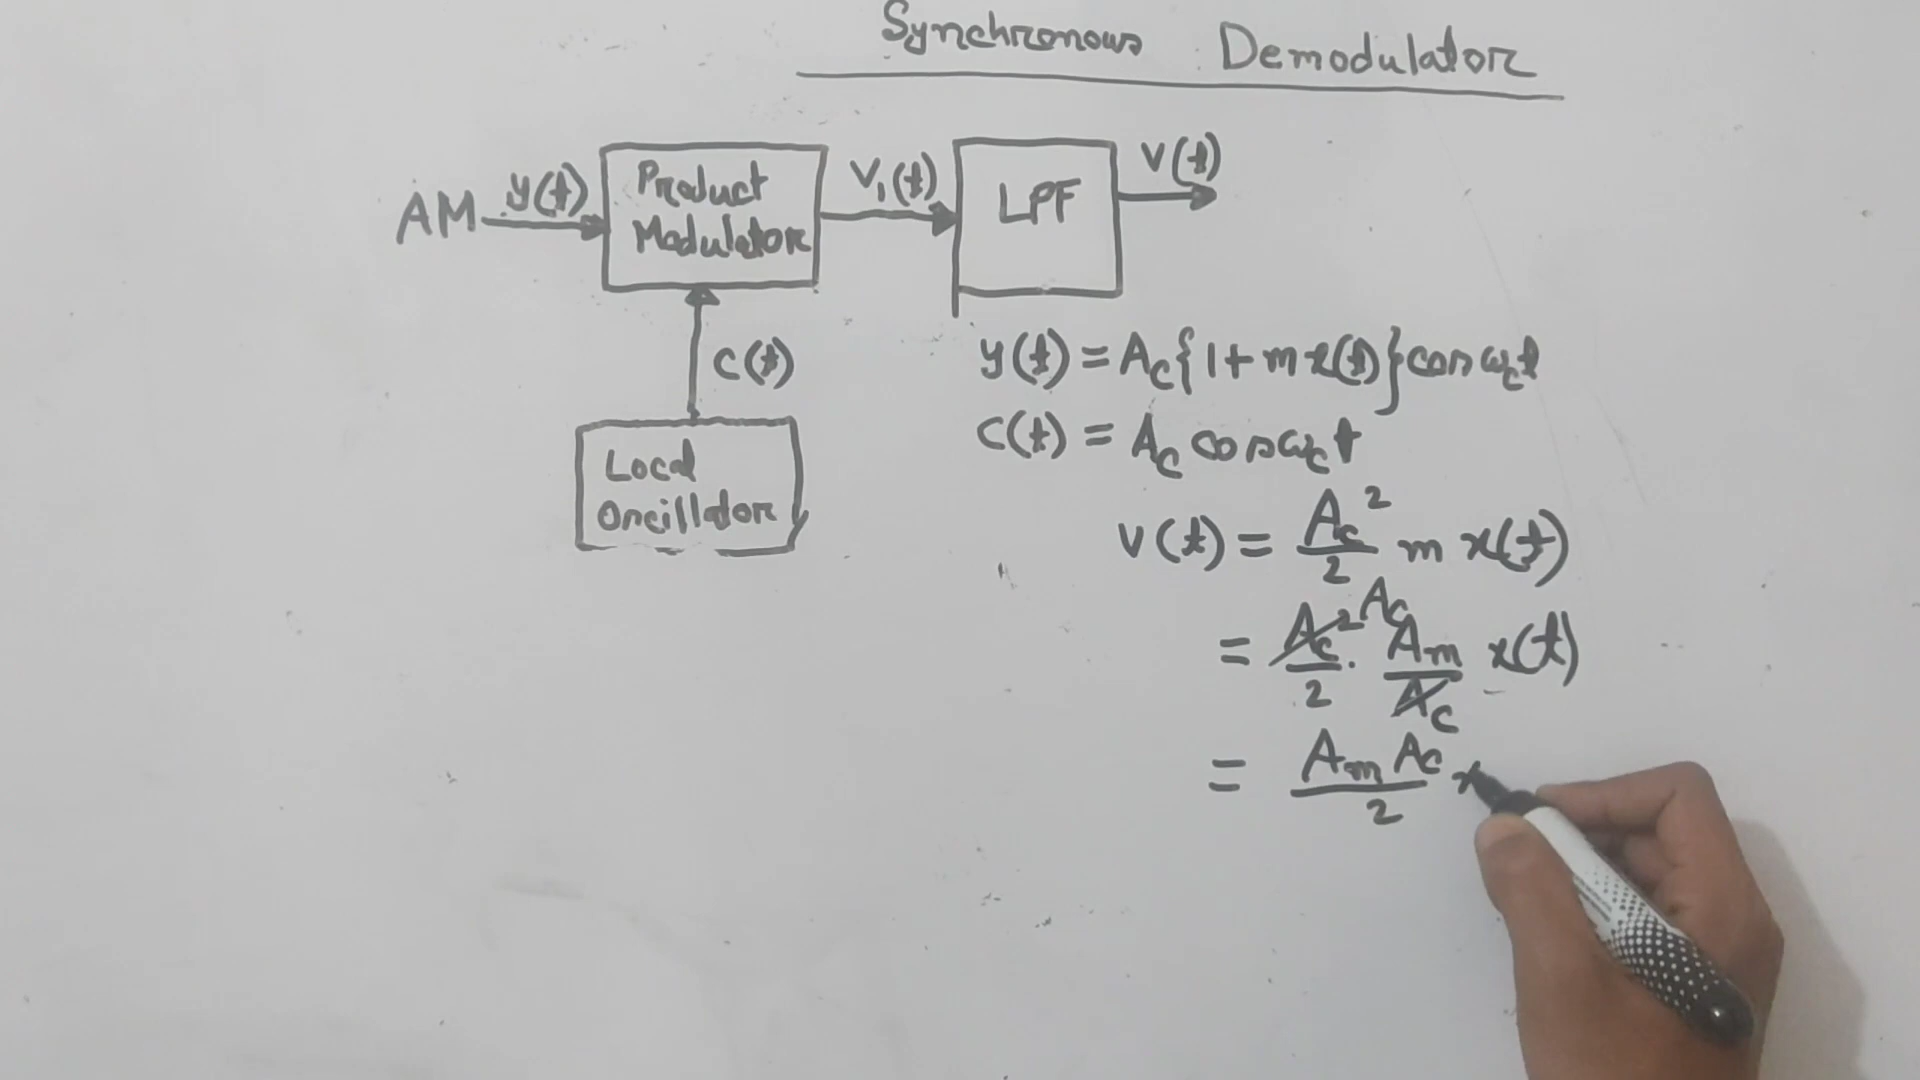 Synchronous Demodulator
AM y(t) Product Modulator V₁(t) LPF V(t)
C(t)
Local Oscillator
y(t) = A_C{1 + m x(t)} cos ω_c t
C(t) = A_C cos ω_c t
V(t) = A_C²/2 m x(t)
= A_C²/2 · A_C A_m/A_C x(t)
= A_m A_C/2 x